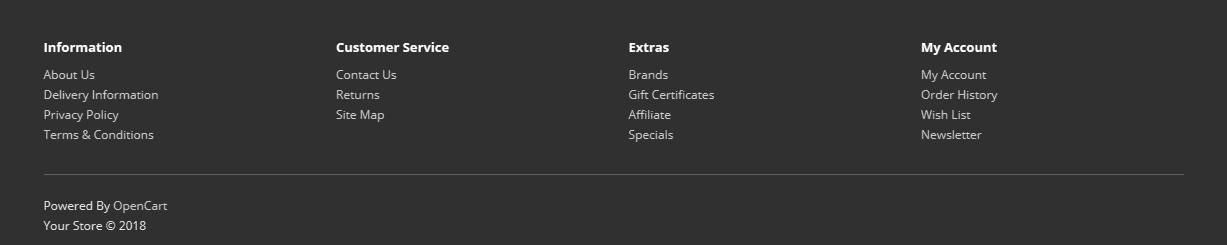 Information
About Us
Delivery Information
Privacy Policy
Terms & Conditions
Customer Service
Contact Us
Returns
Site Map
Extras
Brands
Gift Certificates
Affiliate
Specials
My Account
My Account
Order History
Wish List
Newsletter
Powered By OpenCart
Your Store © 2018